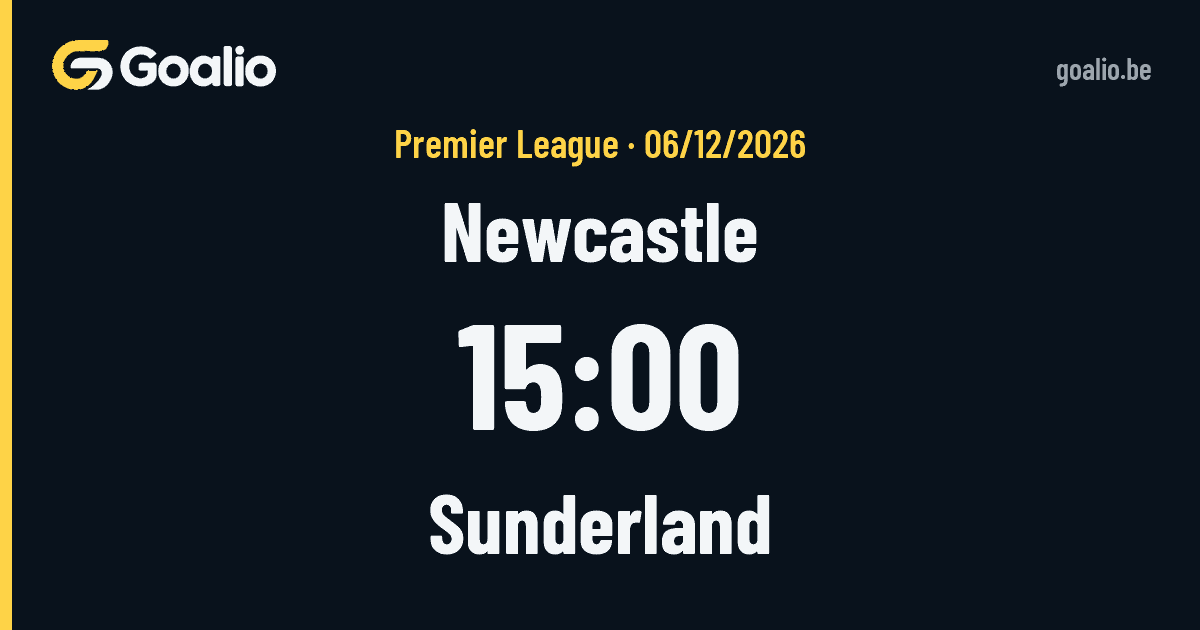 Goalio
goalio.be
Premier League · 06/12/2026
Newcastle
15:00
Sunderland